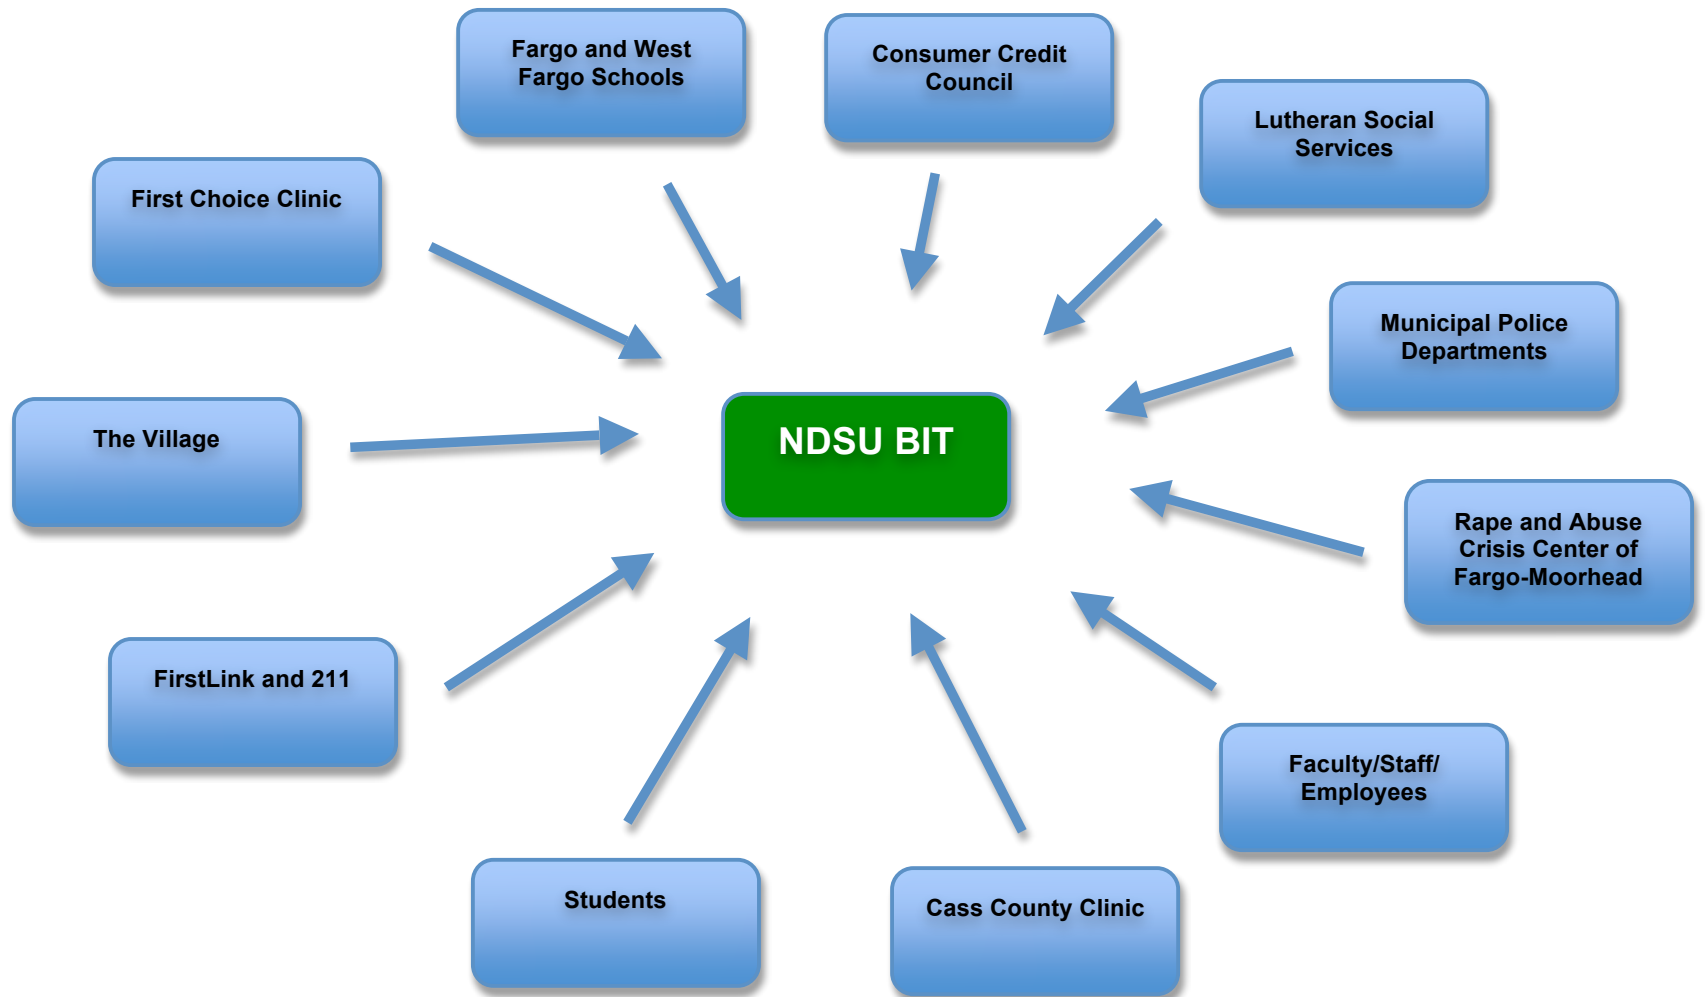 Fargo and West
Fargo Schools
Consumer Credit
Council
Lutheran Social
Services
First Choice Clinic
Municipal Police
Departments
The Village
NDSU BIT
Rape and Abuse
Crisis Center of
Fargo-Moorhead
FirstLink and 211
Faculty/Staff/
Employees
Students
Cass County Clinic